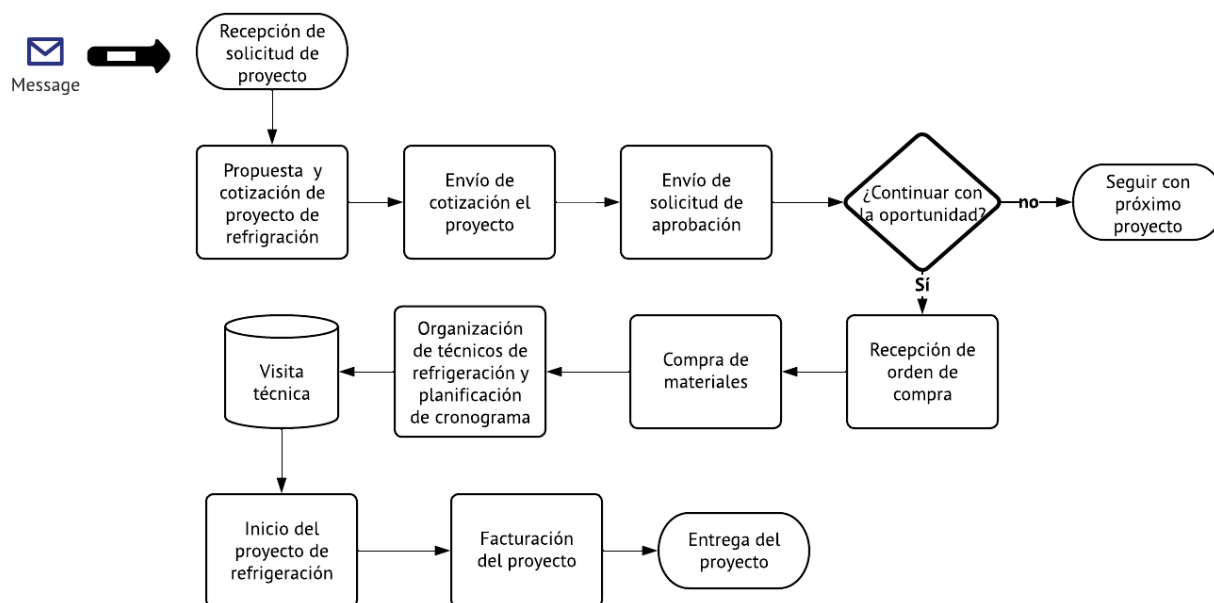 Message
Recepción de
solicitud de
proyecto
Propuesta y
cotización de
proyecto de
refrigración
Envío de
cotización el
proyecto
Envío de
solicitud de
aprobación
¿Continuar con
la oportunidad?
no
Seguir con
próximo
proyecto
Sí
Recepción de
orden de
compra
Compra de
materiales
Organización
de técnicos de
refrigeración y
planificación
de cronograma
Visita
técnica
Inicio del
proyecto de
refrigeración
Facturación
del proyecto
Entrega del
proyecto